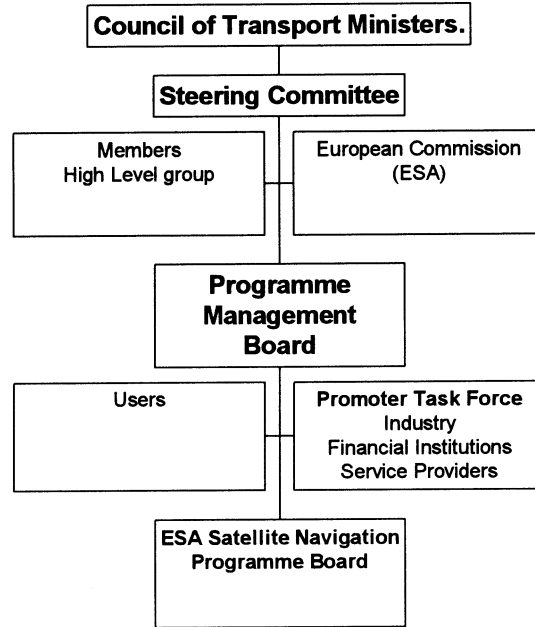 Council of Transport Ministers.
Steering Committee
Members
High Level group
European Commission
(ESA)
Programme
Management
Board
Users
Promoter Task Force
Industry
Financial Institutions
Service Providers
ESA Satellite Navigation
Programme Board